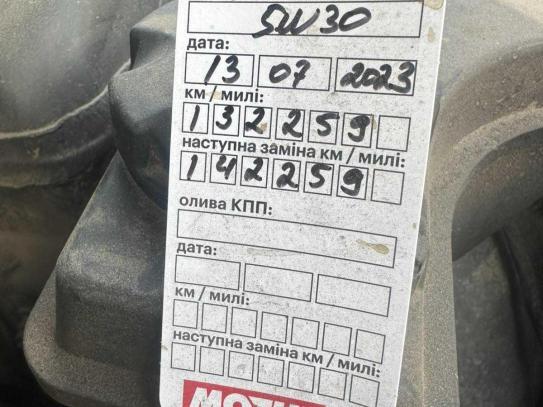 5W30
дата:
13 07 2023
км / милі:
132259
наступна заміна км / милі:
142259
олива КПП:
дата:
км / милі:
наступна заміна км / милі: